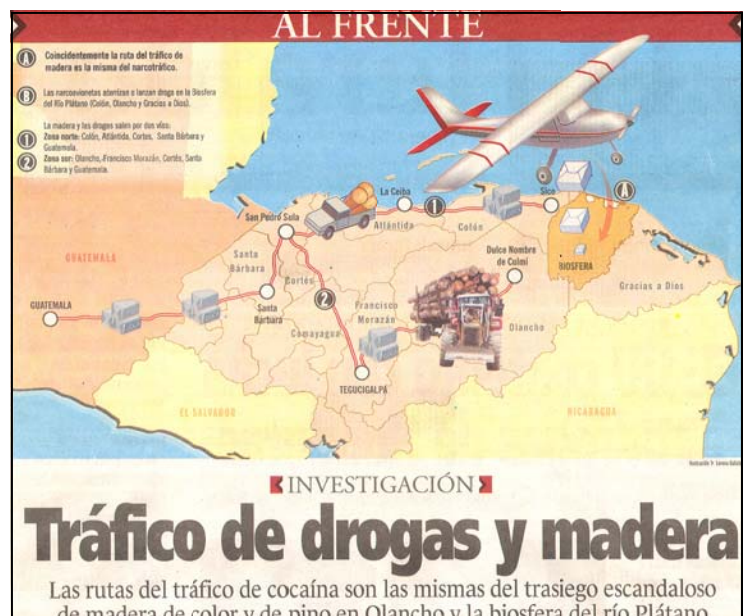 AL FRENTE
A
Coincidentemente la ruta del tráfico de
madera es la misma del narcotráfico.
B
Las narcoavionetas aterrizan o lanzan droga en la Biosfera
del Río Plátano (Colón, Olancho y Gracias a Dios).
La madera y las drogas salen por dos vías:
1
Zona norte: Colón, Atlántida, Cortes, Santa Bárbara y
Guatemala.
2
Zona sur: Olancho, Francisco Morazán, Cortés, Santa
Bárbara y Guatemala.
La Ceiba
1
Sico
A
San Pedro Sula
Atlántida
Colón
Dulce Nombre
de Culmí
BIOSFERA
GUATEMALA
Santa
Bárbara
Cortés
Gracias a Dios
GUATEMALA
2
Santa
Bárbara
Francisco
Morazán
Olancho
Comayagua
TEGUCIGALPA
EL SALVADOR
NICARAGUA
INVESTIGACIÓN
Tráfico de drogas y madera
Las rutas del tráfico de cocaína son las mismas del trasiego escandaloso
de madera de color y de pino en Olancho y la biosfera del río Plátano